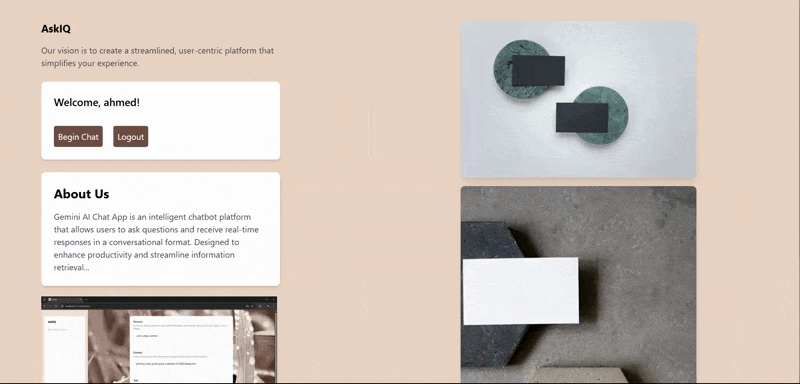 AskIQ
Our vision is to create a streamlined, user-centric platform that
simplifies your experience.
Welcome, ahmed!
Begin Chat
Logout
About Us
Gemini AI Chat App is an intelligent chatbot platform
that allows users to ask questions and receive real-time
responses in a conversational format. Designed to
enhance productivity and streamline information
retrieval...